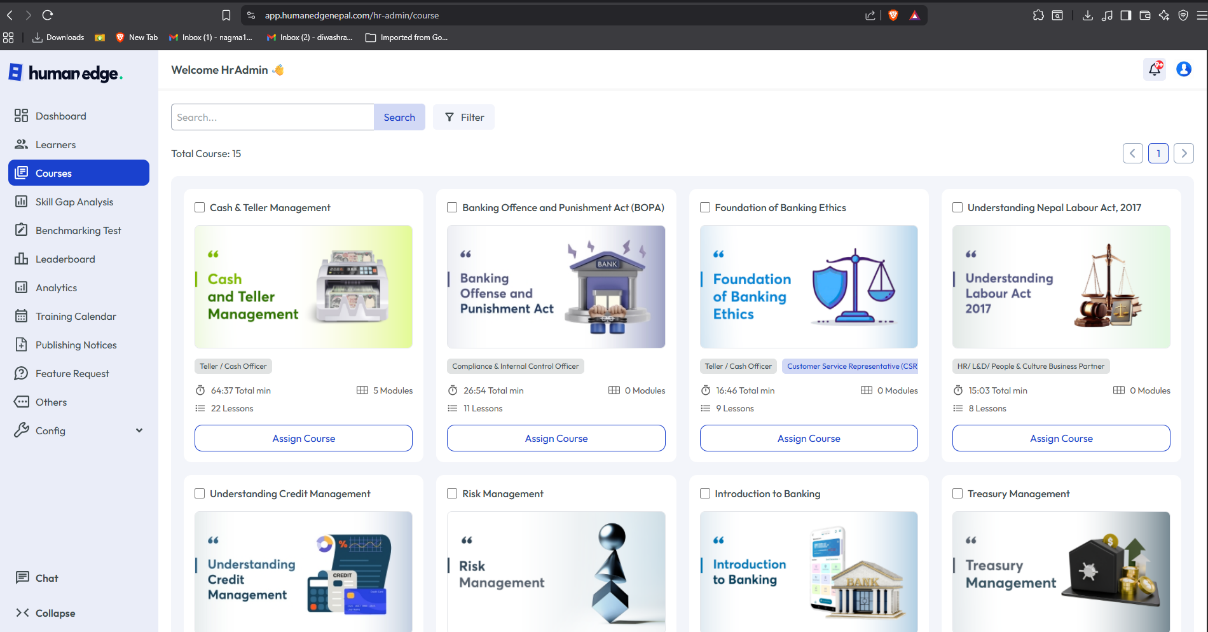 app.humanedgenepal.com/hr-admin/course
Downloads
New Tab
Inbox (1) - nagma1...
Inbox (2) - diwashra...
Imported from Go...
humanedge.
Welcome HrAdmin
9+
Dashboard
Learners
Courses
Skill Gap Analysis
Benchmarking Test
Leaderboard
Analytics
Training Calendar
Publishing Notices
Feature Request
Others
Config
Chat
Collapse
Search...
Search
Filter
Total Course: 15
1
Cash & Teller Management
Cash
and Teller
Management
Teller / Cash Officer
64:37 Total min
5 Modules
22 Lessons
Assign Course
Banking Offence and Punishment Act (BOPA)
Banking
Offense and
Punishment Act
BANK
Compliance & Internal Control Officer
26:54 Total min
0 Modules
11 Lessons
Assign Course
Foundation of Banking Ethics
Foundation
of Banking
Ethics
Teller / Cash Officer
Customer Service Representative (CSR
16:46 Total min
0 Modules
9 Lessons
Assign Course
Understanding Nepal Labour Act, 2017
Understanding
Labour Act
2017
HR/ L&D/ People & Culture Business Partner
15:03 Total min
0 Modules
8 Lessons
Assign Course
Understanding Credit Management
Understanding
Credit
Management
CREDIT
Risk Management
Risk
Management
Introduction to Banking
Introduction
to Banking
BANK
Treasury Management
Treasury
Management